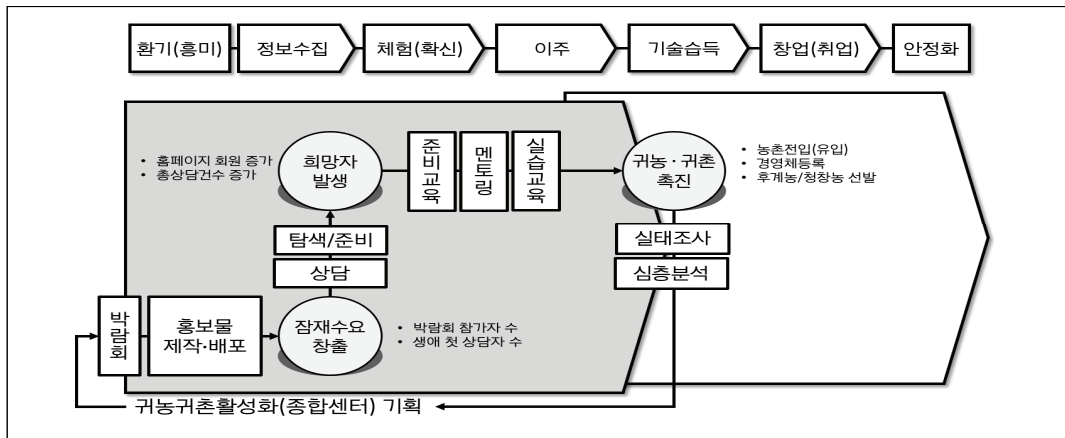 환기(흥미)
정보수집
체험(확신)
이주
기술습득
창업(취업)
안정화
• 홈페이지 회원 증가
• 총상담건수 증가
희망자
발생
준비교육
멘토링
실습교육
귀농·귀촌
촉진
• 농촌전입(유입)
• 경영체등록
• 후계농/청창농 선발
탐색/준비
상담
실태조사
심층분석
박람회
홍보물
제작·배포
잠재수요
창출
• 박람회 참가자 수
• 생애 첫 상담자 수
귀농귀촌활성화(종합센터) 기획